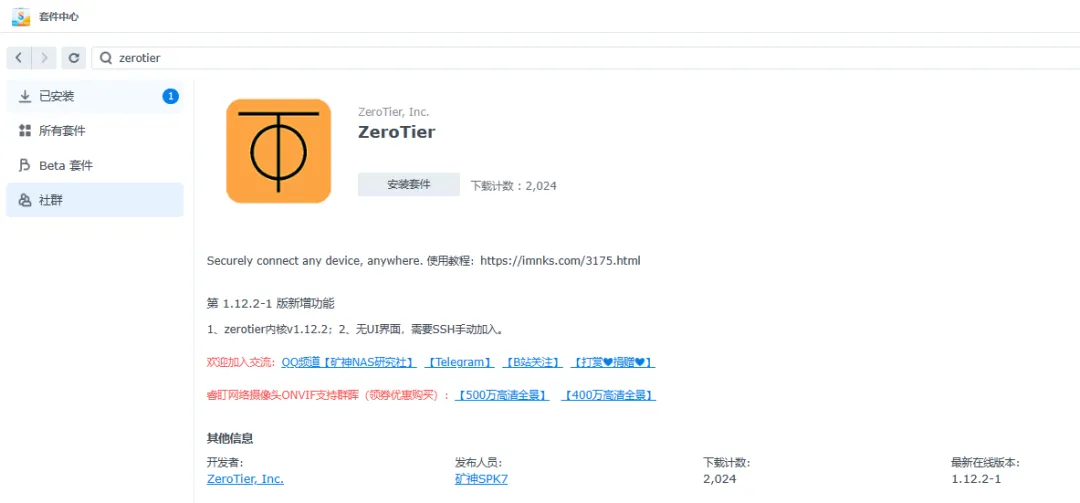 套件中心
zerotier
已安装 1
所有套件
Beta 套件
社群
ZeroTier, Inc.
ZeroTier
安装套件 下载计数：2,024
Securely connect any device, anywhere. 使用教程：https://imnks.com/3175.html
第 1.12.2-1 版新增功能
1、zerotier内核v1.12.2；2、无UI界面，需要SSH手动加入。
欢迎加入交流：QQ频道【矿神NAS研究社】 【Telegram】 【B站关注】 【打赏♥捐赠♥】
睿盯网络摄像头ONVIF支持群晖（领券优惠购买）：【500万高清全景】 【400万高清全景】
其他信息
开发者： 发布人员： 下载计数： 最新在线版本：
ZeroTier, Inc. 矿神SPK7 2,024 1.12.2-1